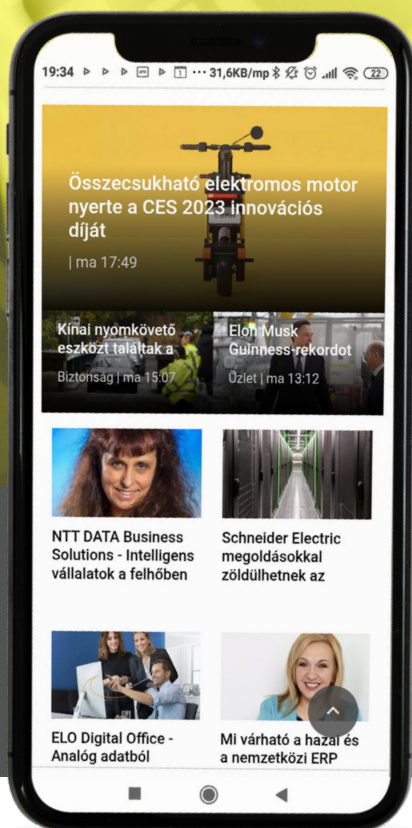 19:34
31,6KB/mp
22
Összecsukható elektromos motor
nyerte a CES 2023 innovációs
díját
| ma 17:49
Kínai nyomkövető
eszközt találtak a
Biztonság | ma 15:07
Elon Musk
Guinness-rekordot
Üzlet | ma 13:12
NTT DATA Business
Solutions - Intelligens
vállalatok a felhőben
Schneider Electric
megoldásokkal
zöldülhetnek az
ELO Digital Office -
Analóg adatból
Mi várható a hazai és
a nemzetközi ERP